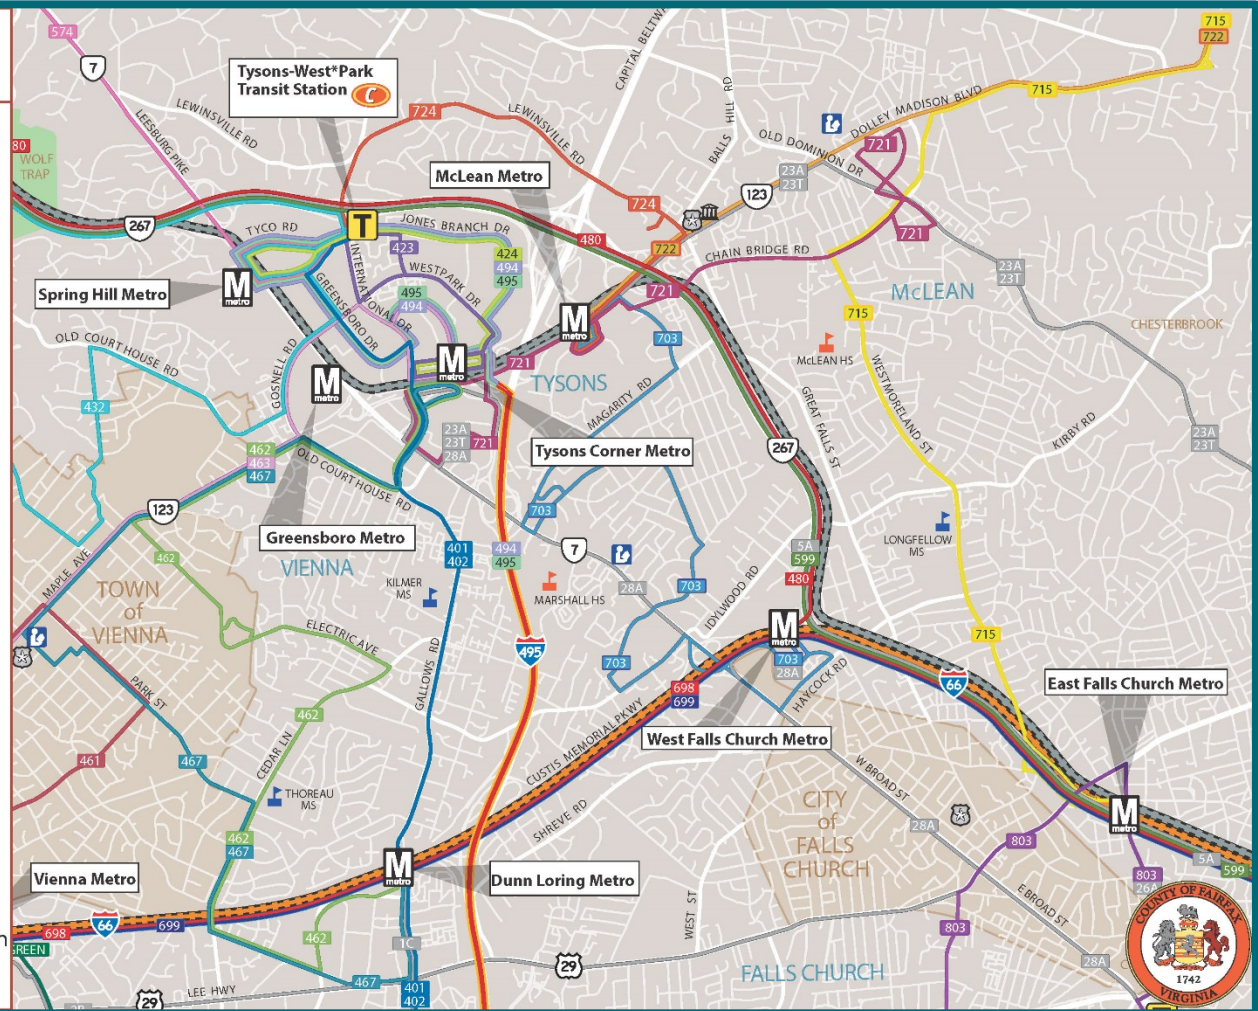 715
722
574
7
Tysons-West*Park
Transit Station
C
CAPITAL BELTWAY
LEWINSVILLE RD
724
LEWINSVILLE RD
BALLS HILL RD
DOLLEY MADISON BLVD
715
OLD DOMINION DR
721
80
WOLF
TRAP
LEESBURG PIKE
McLean Metro
23A
23T
123
724
721
267
TYCO RD
T
JONES BRANCH DR
480
722
CHAIN BRIDGE RD
423
424
494
495
INTERNATIONAL DR
WESTPARK DR
GREENSBORO DR
23A
23T
Spring Hill Metro
M
metro
495
494
721
McLEAN
715
CHESTERBROOK
M
metro
703
McLEAN HS
OLD COURT HOUSE RD
GOSNELL RD
M
metro
M
metro
721
TYSONS
MAGARITY RD
WESTMORELAND ST
GREAT FALLS ST
KIRBY RD
432
23A
23T
28A
721
Tysons Corner Metro
267
23A
23T
462
463
467
OLD COURT HOUSE RD
123
703
Greensboro Metro
VIENNA
401
402
494
495
7
5A
599
480
LONGFELLOW
MS
462
MAPLE AVE
TOWN
of
VIENNA
KILMER
MS
MARSHALL HS
28A
703
IDYLWOOD RD
ELECTRIC AVE
GALLOWS RD
495
703
M
metro
703
28A
715
HAYCOCK RD
66
East Falls Church Metro
PARK ST
698
699
462
CUSTIS MEMORIAL PKWY
West Falls Church Metro
461
467
CEDAR LN
W BROAD ST
THOREAU
MS
CITY
of
FALLS
CHURCH
SHREVE RD
28A
M
metro
462
467
803
5A
599
Vienna Metro
M
metro
Dunn Loring Metro
803
26A
WEST ST
E BROAD ST
66
699
698
462
803
GREEN
1C
29
28A
FALLS CHURCH
467
401
402
LEE HWY
29
COUNTY OF FAIRFAX
1742
VIRGINIA